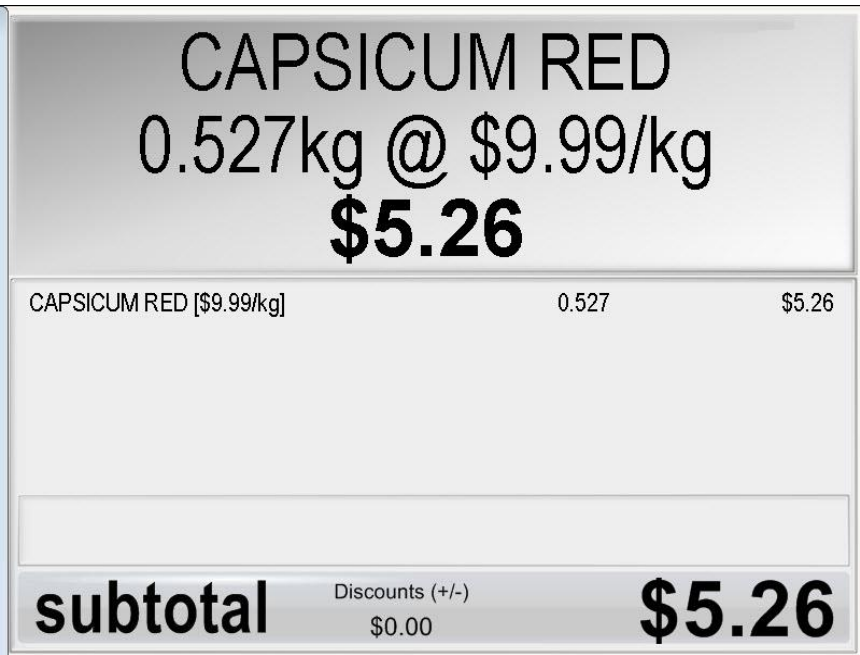 CAPSICUM RED
0.527kg @ $9.99/kg
$5.26
CAPSICUM RED [$9.99/kg] 0.527 $5.26
subtotal Discounts (+/-) $5.26
$0.00